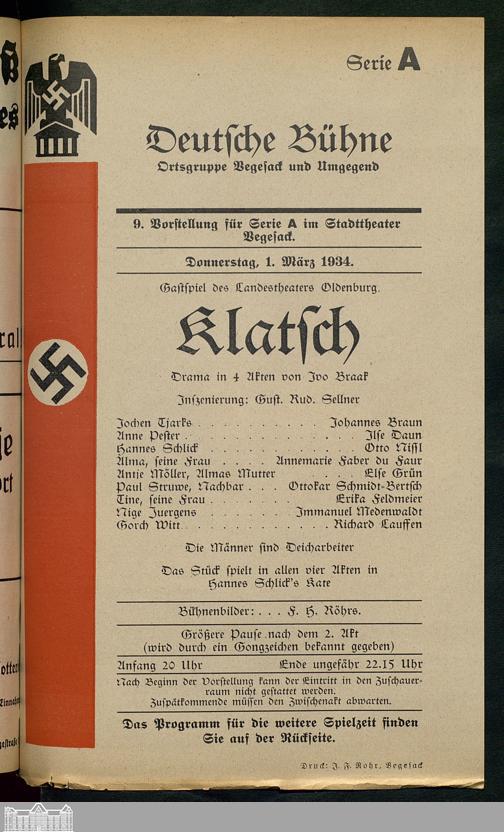 Serie A
Deutsche Bühne
Ortsgruppe Vegesack und Umgegend
9. Vorstellung für Serie A im Stadttheater
Vegesack.
Donnerstag, 1. März 1934.
Gastspiel des Landestheaters Oldenburg.
Klatsch
Drama in 4 Akten von Ivo Braak
Inszenierung: Gust. Rud. Sellner
Jochen Tjarks . . . . . . . . . . . Johannes Braun
Anne Pester . . . . . . . . . . . . . . . Ilse Daun
Hannes Schlick . . . . . . . . . . . . . Otto Nissl
Alma, seine Frau . . . . . Annemarie Faber du Faur
Antje Möller, Almas Mutter . . . . . . . Else Grün
Paul Struwe, Nachbar . . . Ottokar Schmidt-Bertsch
Tine, seine Frau . . . . . . . . . Erika Feldmeier
Nige Juergens . . . . . . . . Immanuel Medenwaldt
Gorch Witt . . . . . . . . . . . . Richard Lauffen
Die Männer sind Deicharbeiter
Das Stück spielt in allen vier Akten in
Hannes Schlick's Kate
Bühnenbilder: . . . F. H. Röhrs.
Größere Pause nach dem 2. Akt
(wird durch ein Gongzeichen bekannt gegeben)
Anfang 20 Uhr Ende ungefähr 22.15 Uhr
Nach Beginn der Vorstellung kann der Eintritt in den Zuschauer-
raum nicht gestattet werden.
Zuspätkommende müssen den Zwischenakt abwarten.
Das Programm für die weitere Spielzeit finden
Sie auf der Rückseite.
Druck: J. F. Rohr, Vegesack